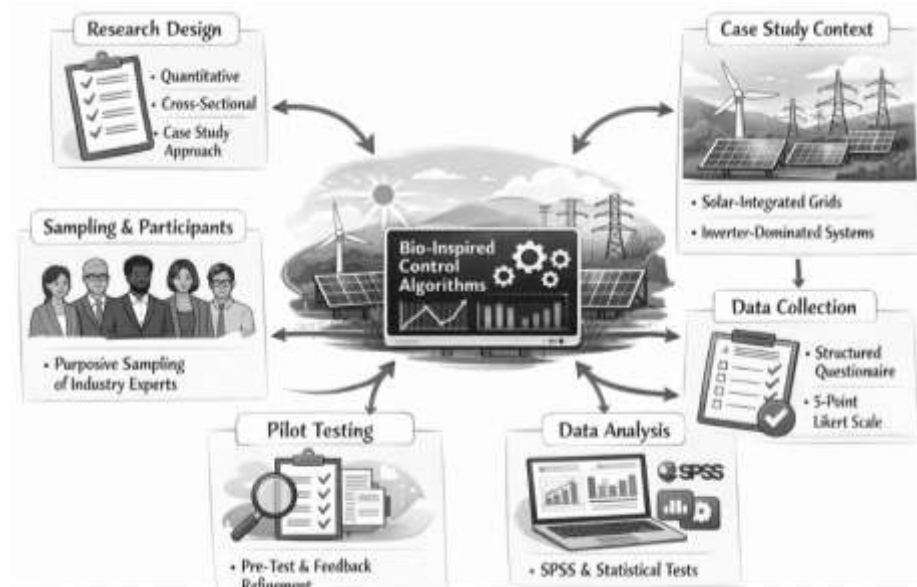 Research Design
• Quantitative
• Cross-Sectional
• Case Study
Approach
Case Study Context
• Solar-Integrated Grids
• Inverter-Dominated Systems
Sampling & Participants
• Purposive Sampling
of Industry Experts
Bio-Inspired
Control
Algorithms
Data Collection
• Structured
Questionaire
• 5-Point
Likert Scale
Pilot Testing
• Pre-Test & Feedback
Refinement
Data Analysis
SPSS
• SPSS & Statistical Tests